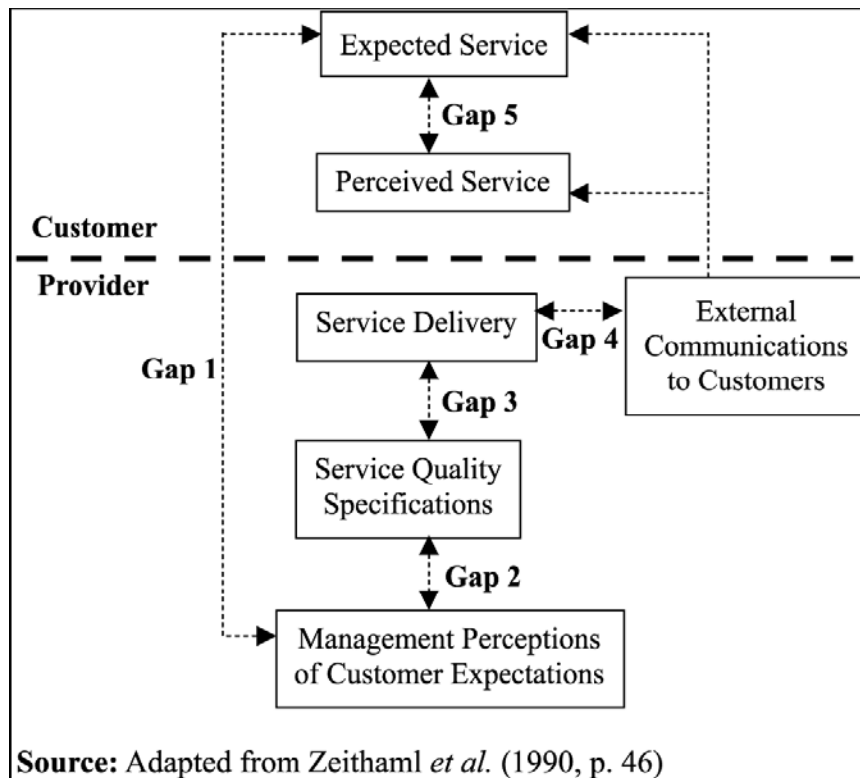 Expected Service
Gap 5
Perceived Service
Customer
Provider
Service Delivery
Gap 4
External
Communications
to Customers
Gap 1
Gap 3
Service Quality
Specifications
Gap 2
Management Perceptions
of Customer Expectations
Source: Adapted from Zeithaml et al. (1990, p. 46)